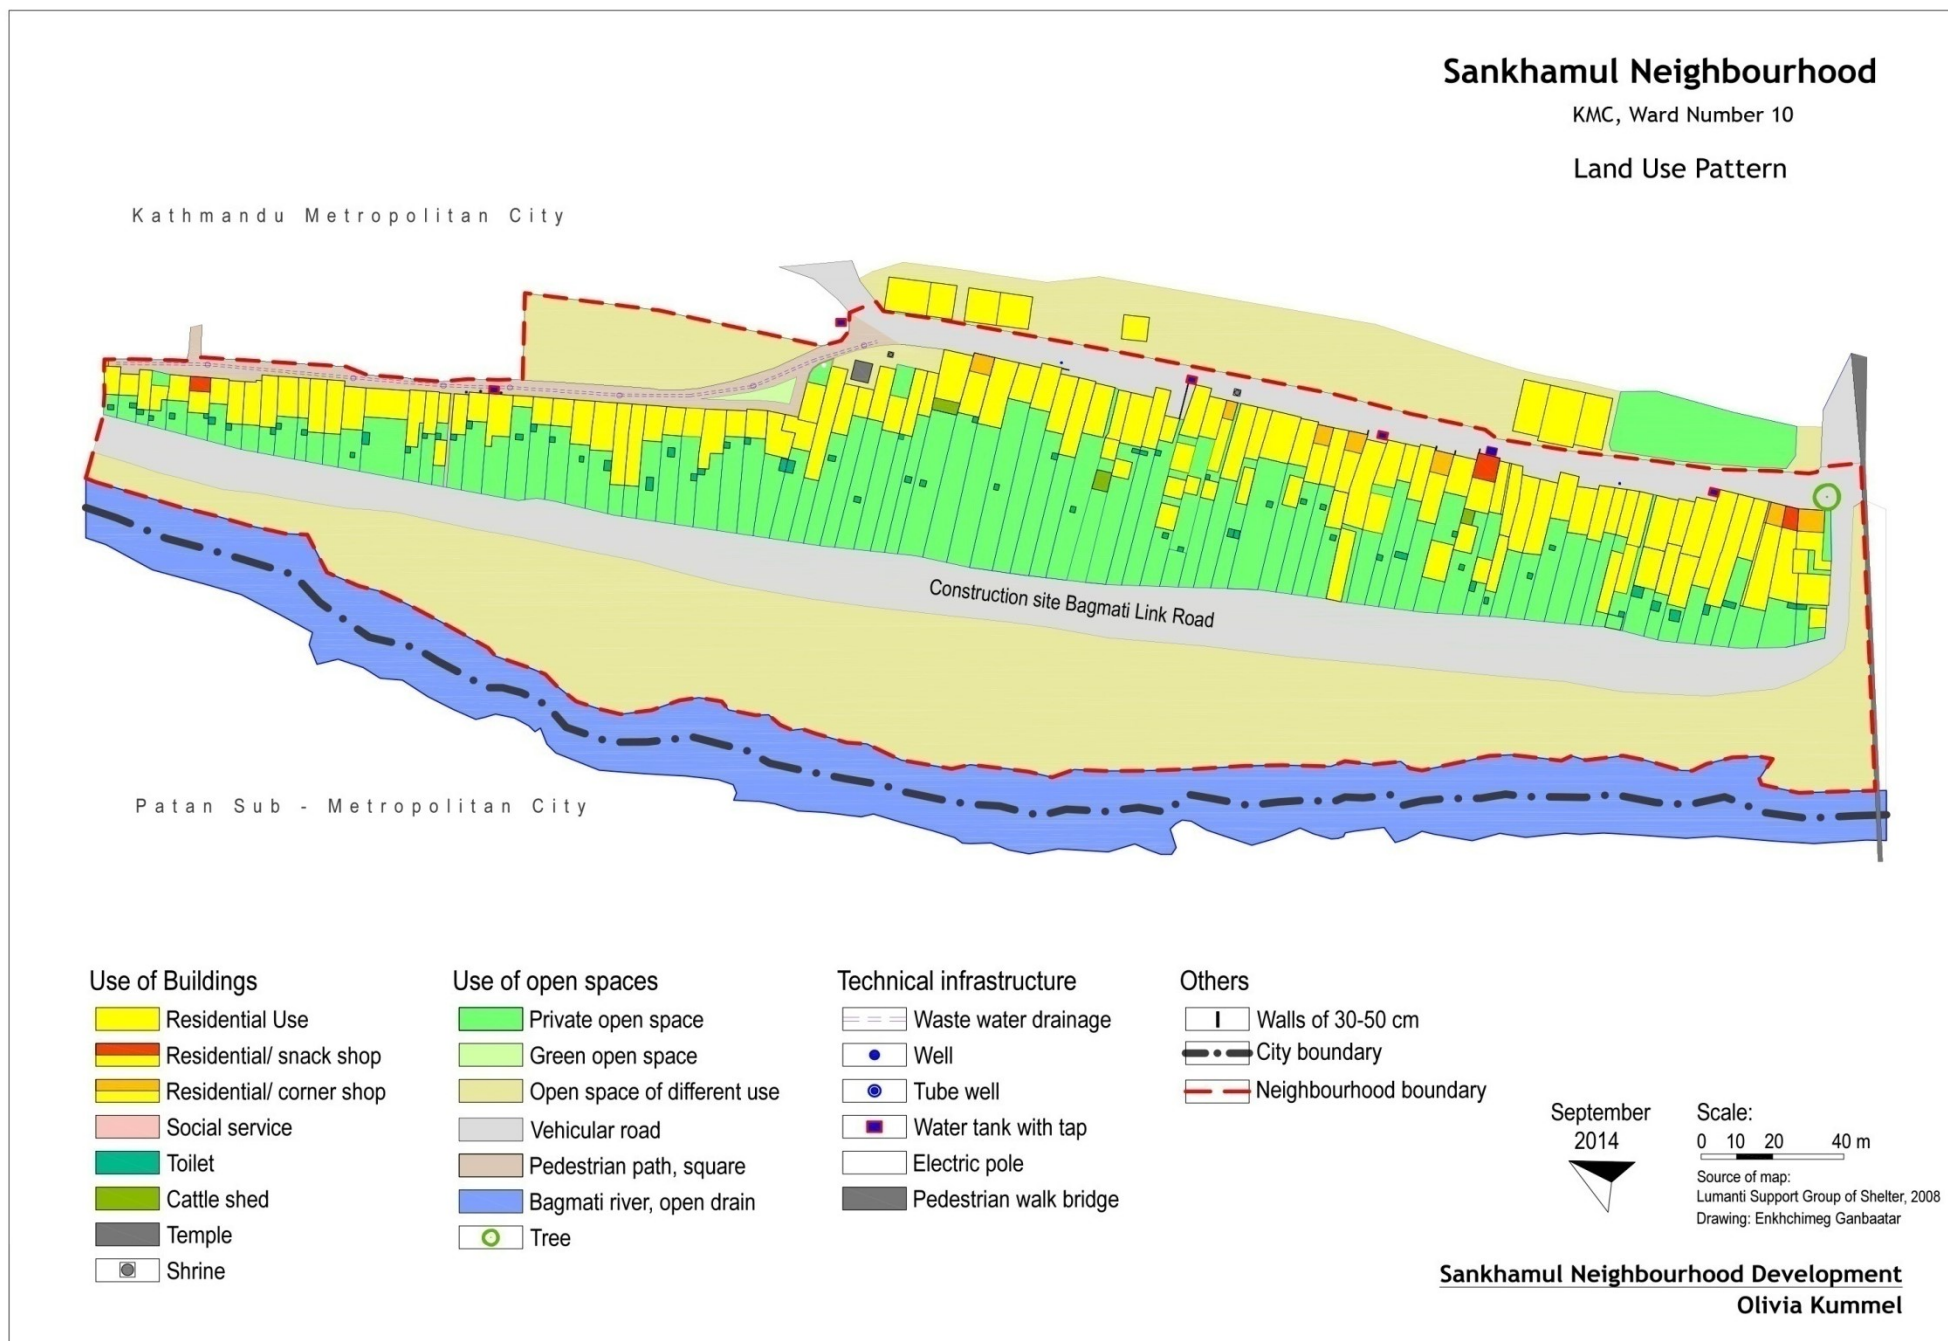 Sankhamul Neighbourhood
KMC, Ward Number 10
Land Use Pattern
Kathmandu Metropolitan City
Construction site Bagmati Link Road
Patan Sub - Metropolitan City
Use of Buildings
Residential Use
Residential/ snack shop
Residential/ corner shop
Social service
Toilet
Cattle shed
Temple
Shrine
Use of open spaces
Private open space
Green open space
Open space of different use
Vehicular road
Pedestrian path, square
Bagmati river, open drain
Tree
Technical infrastructure
Waste water drainage
Well
Tube well
Water tank with tap
Electric pole
Pedestrian walk bridge
Others
Walls of 30-50 cm
City boundary
Neighbourhood boundary
September
2014
Scale:
0 10 20 40 m
Source of map:
Lumanti Support Group of Shelter, 2008
Drawing: Enkhchimeg Ganbaatar
Sankhamul Neighbourhood Development
Olivia Kummel